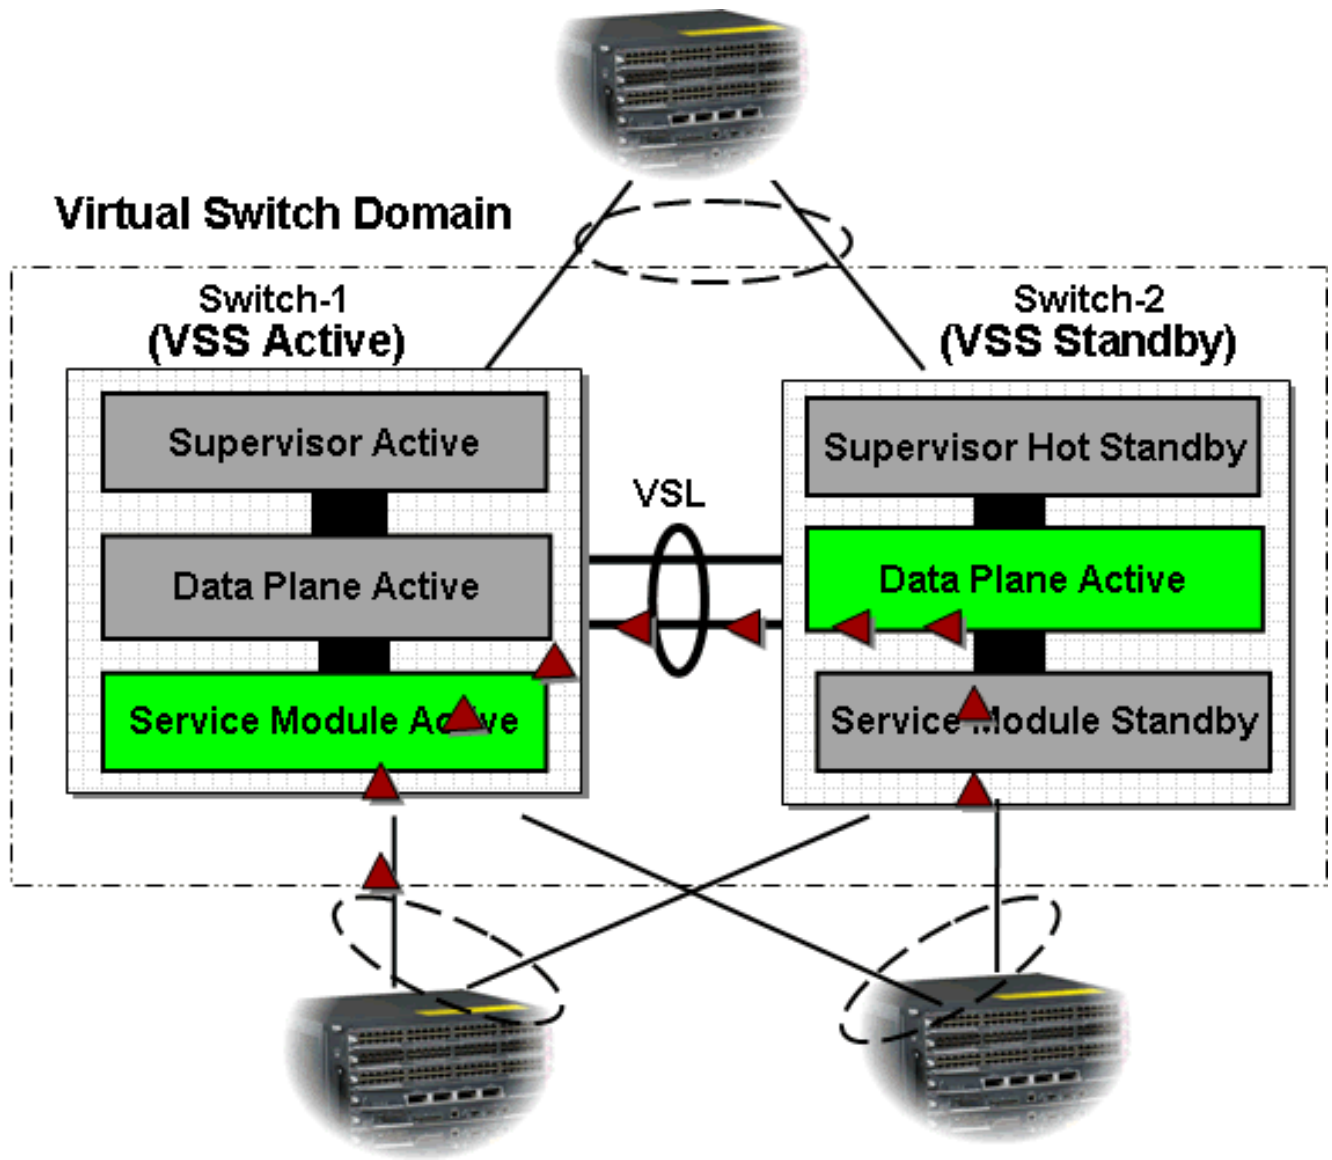 Virtual Switch Domain
Switch-1
(VSS Active)
Switch-2
(VSS Standby)
Supervisor Active
Data Plane Active
Service Module Active
VSL
Supervisor Hot Standby
Data Plane Active
Service Module Standby